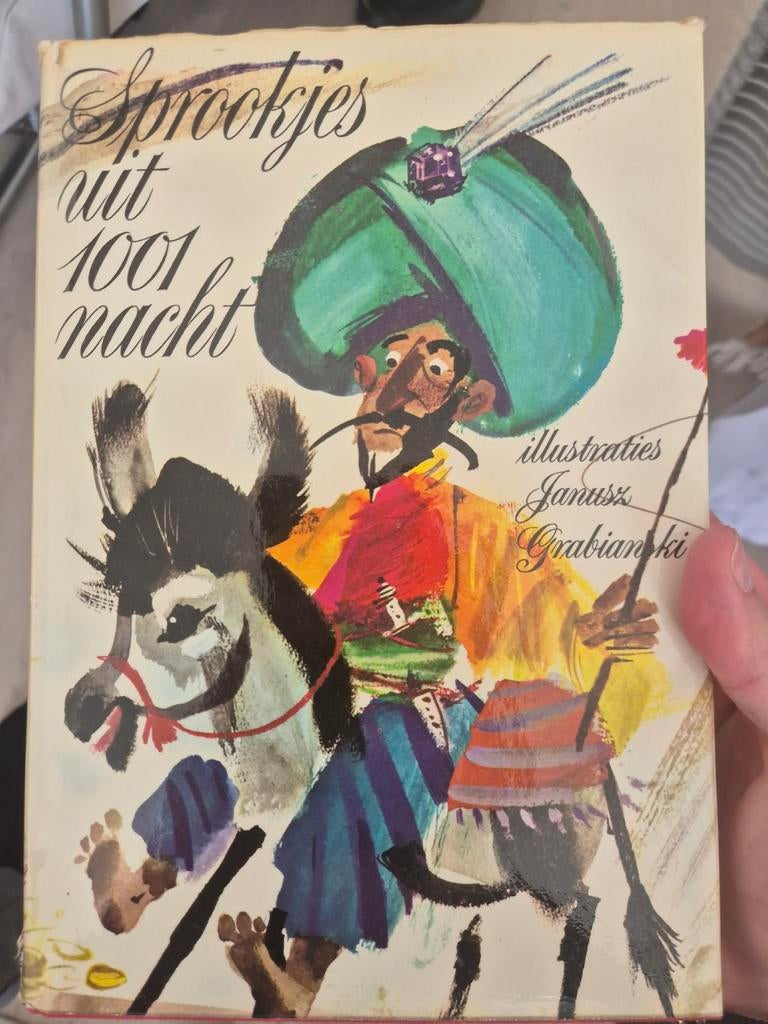 Sprookjes
uit
1001
nacht
illustraties
Janusz
Grabianski